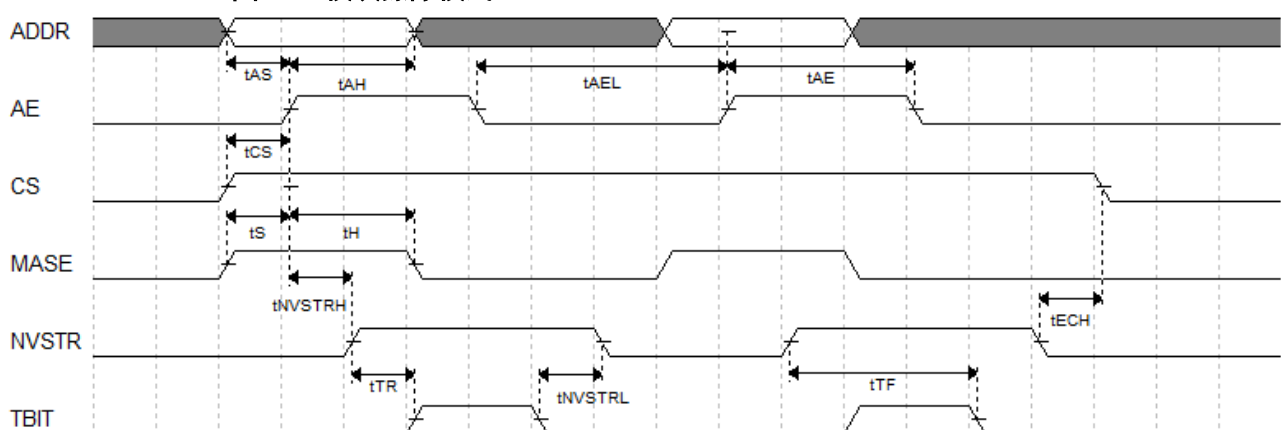 ADDR
tAS
tAH
tAEL
tAE
AE
tCS
CS
tS
tH
MASE
tNVSTRH
tECH
NVSTR
tTR
tNVSTRL
tTF
TBIT